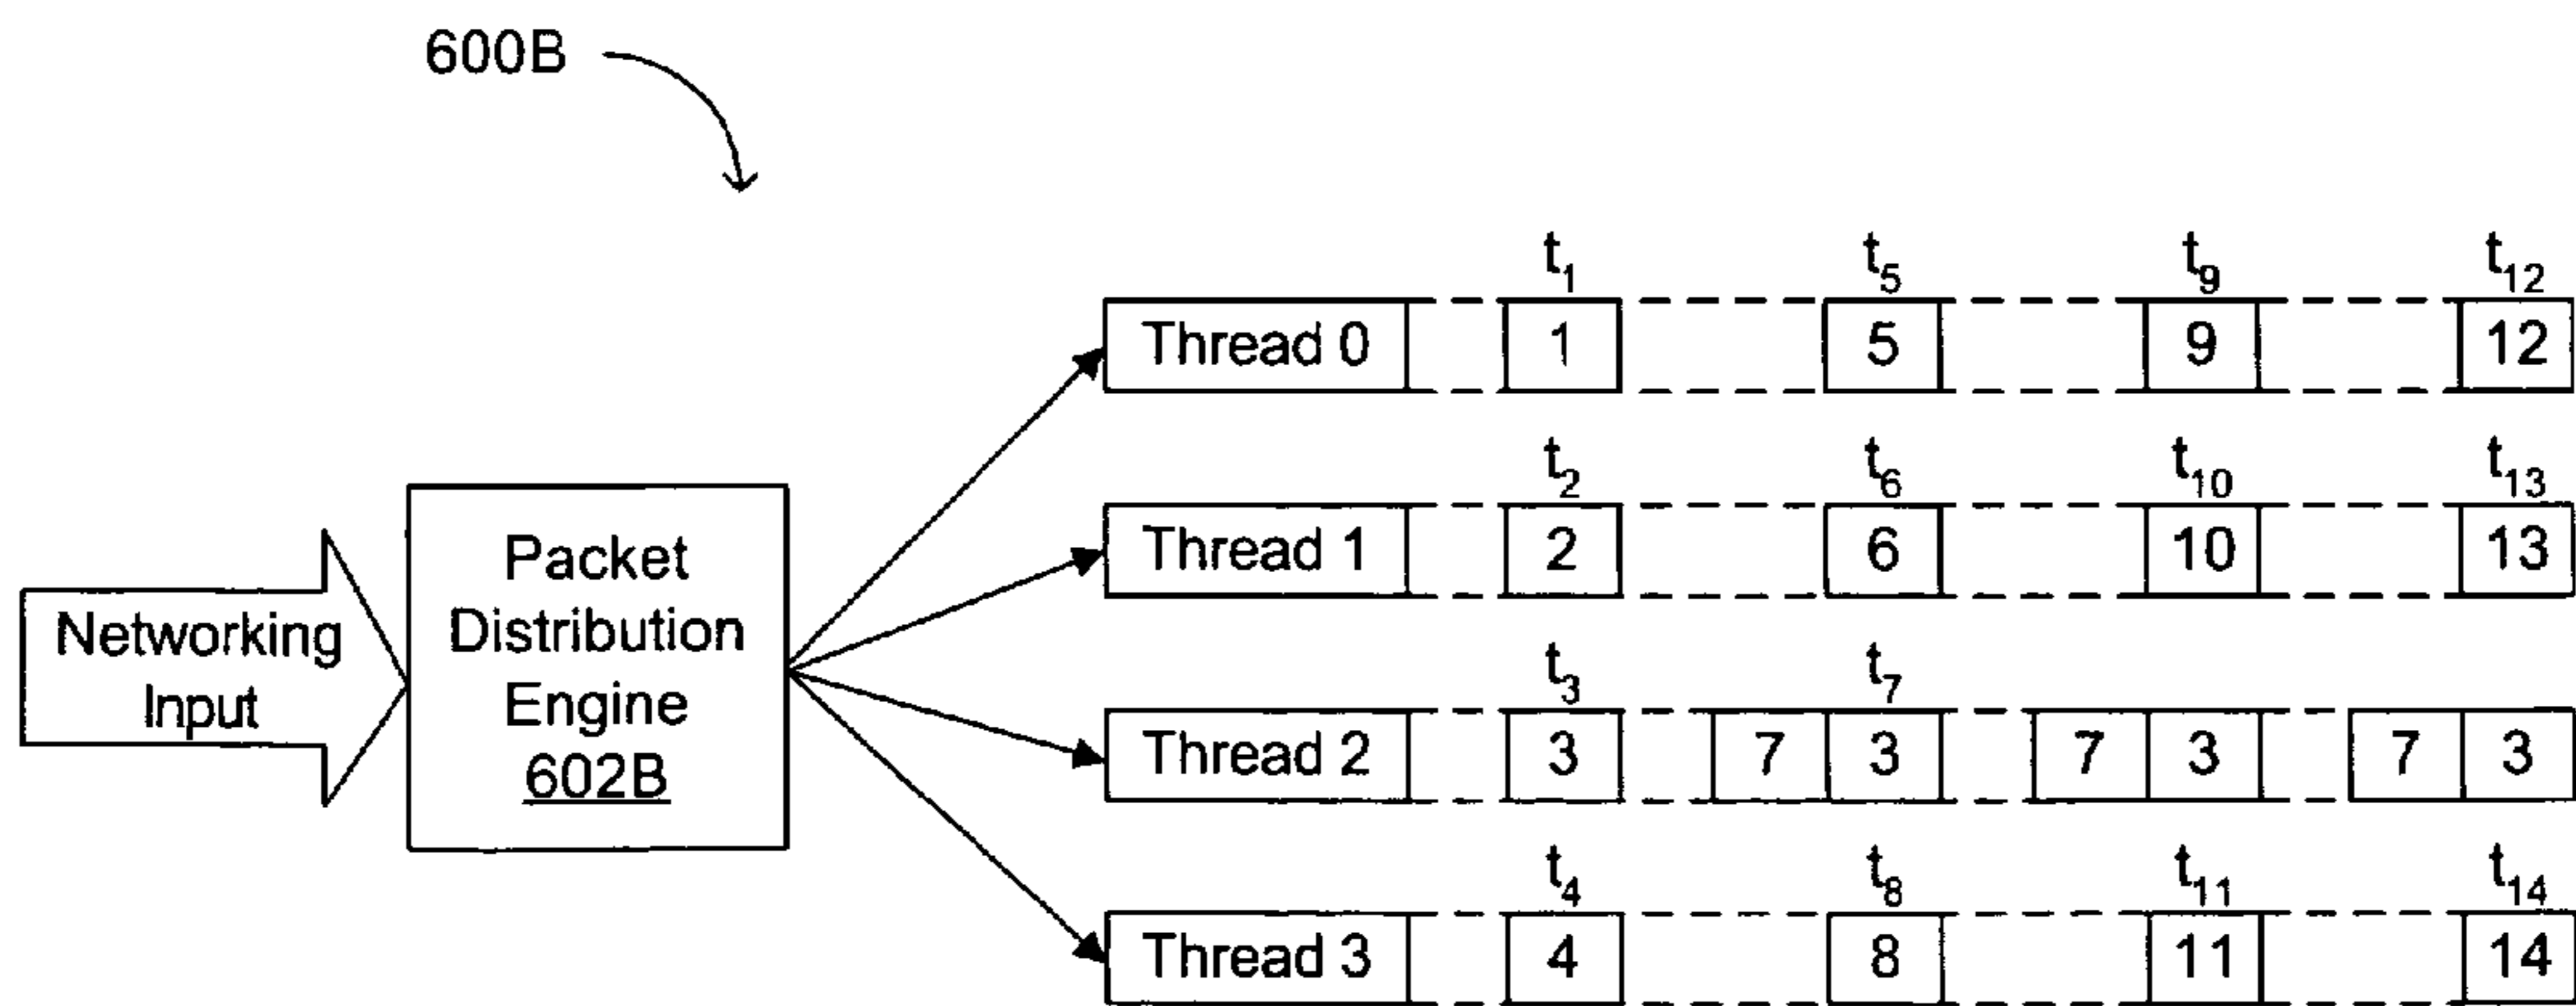 600B
t1 t5 t9 t12
Thread 0 1 5 9 12
t2 t6 t10 t13
Thread 1 2 6 10 13
Networking
Input
Packet
Distribution
Engine
602B
t3 t7
Thread 2 3 7 3 7 3 7 3
t4 t8 t11 t14
Thread 3 4 8 11 14